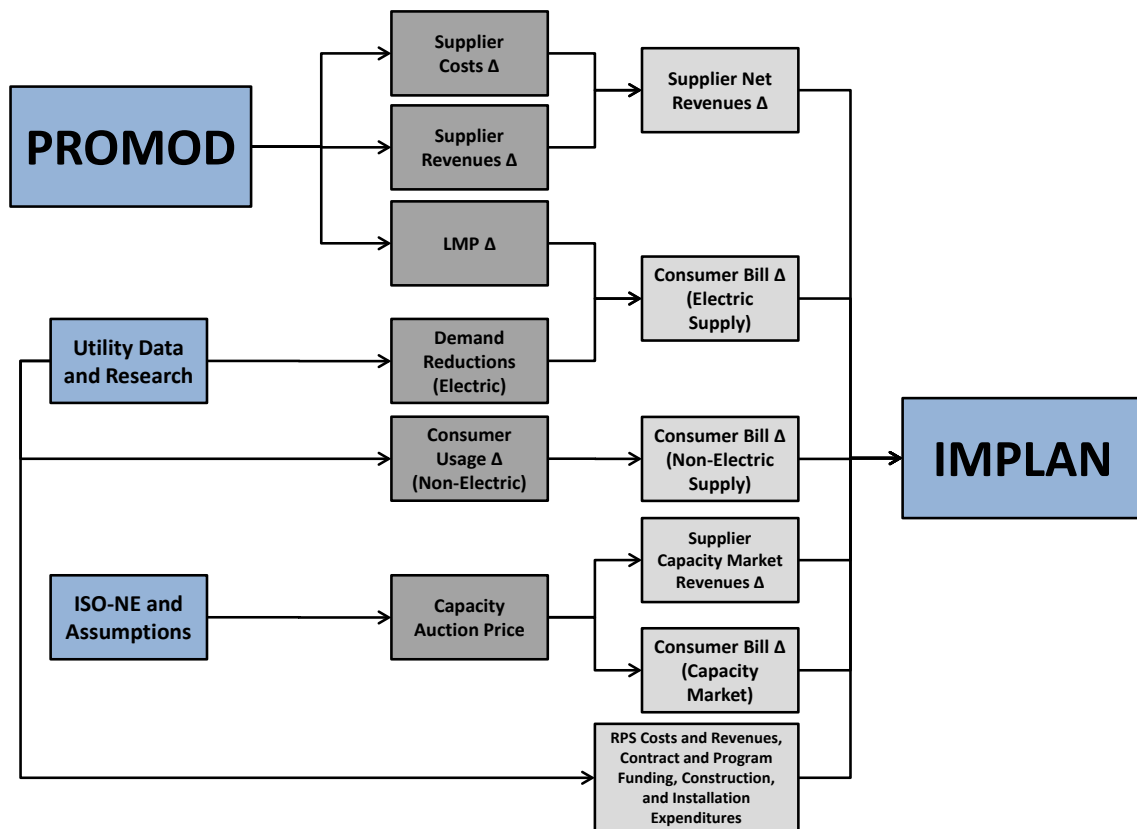 PROMOD
Supplier
Costs Δ
Supplier
Revenues Δ
LMP Δ
Supplier Net
Revenues Δ
Consumer Bill Δ
(Electric
Supply)
Utility Data
and Research
Demand
Reductions
(Electric)
Consumer
Usage Δ
(Non-Electric)
Consumer Bill Δ
(Non-Electric
Supply)
IMPLAN
ISO-NE and
Assumptions
Capacity
Auction Price
Supplier
Capacity Market
Revenues Δ
Consumer Bill Δ
(Capacity
Market)
RPS Costs and Revenues,
Contract and Program
Funding, Construction,
and Installation
Expenditures